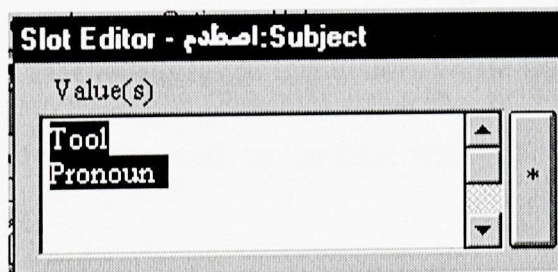 Slot Editor - اصطدم:Subject
Value(s)
Tool
Pronoun
*